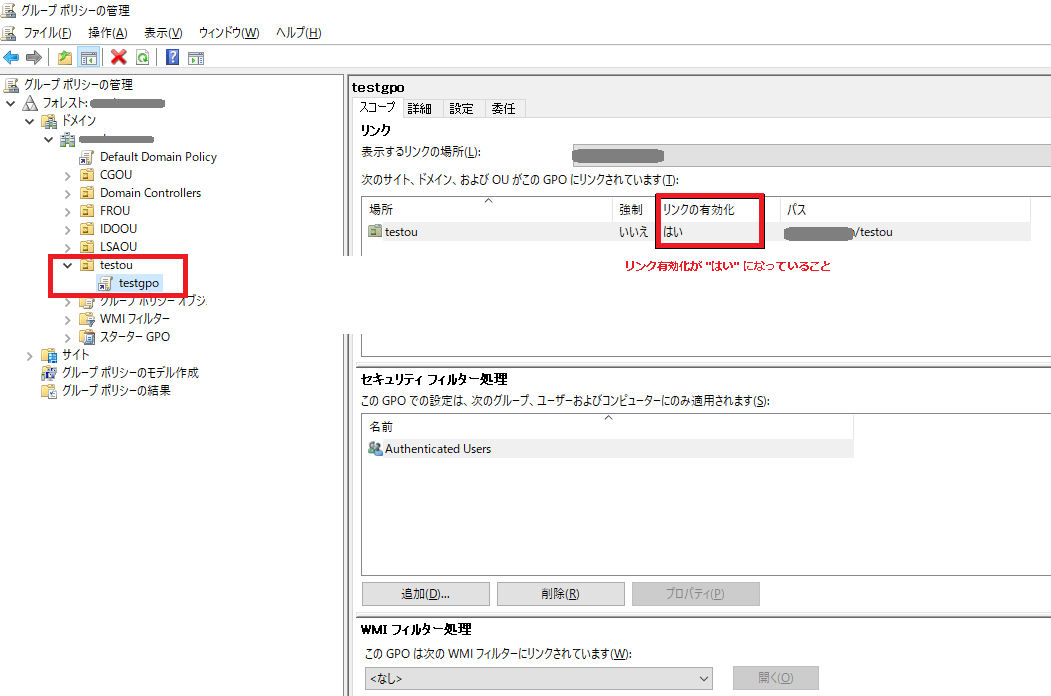 グループ ポリシーの管理
ファイル(F) 操作(A) 表示(V) ウィンドウ(W) ヘルプ(H)
グループ ポリシーの管理
フォレスト:
ドメイン
Default Domain Policy
CGOU
Domain Controllers
FROU
IDOOU
LSAOU
testou
testgpo
グループ ポリシー オブジ
WMI フィルター
スターター GPO
サイト
グループ ポリシーのモデル作成
グループ ポリシーの結果
testgpo
スコープ 詳細 設定 委任
リンク
表示するリンクの場所(L):
次のサイト、ドメイン、および OU がこの GPO にリンクされています(T):
場所 強制 リンクの有効化 パス
testou いいえ はい /testou
リンク有効化が "はい" になっていること
セキュリティ フィルター処理
この GPO での設定は、次のグループ、ユーザーおよびコンピューターにのみ適用されます(S):
名前
Authenticated Users
追加(D)... 削除(R) プロパティ(P)
WMI フィルター処理
この GPO は次の WMI フィルターにリンクされています(W):
<なし> 開く(O)